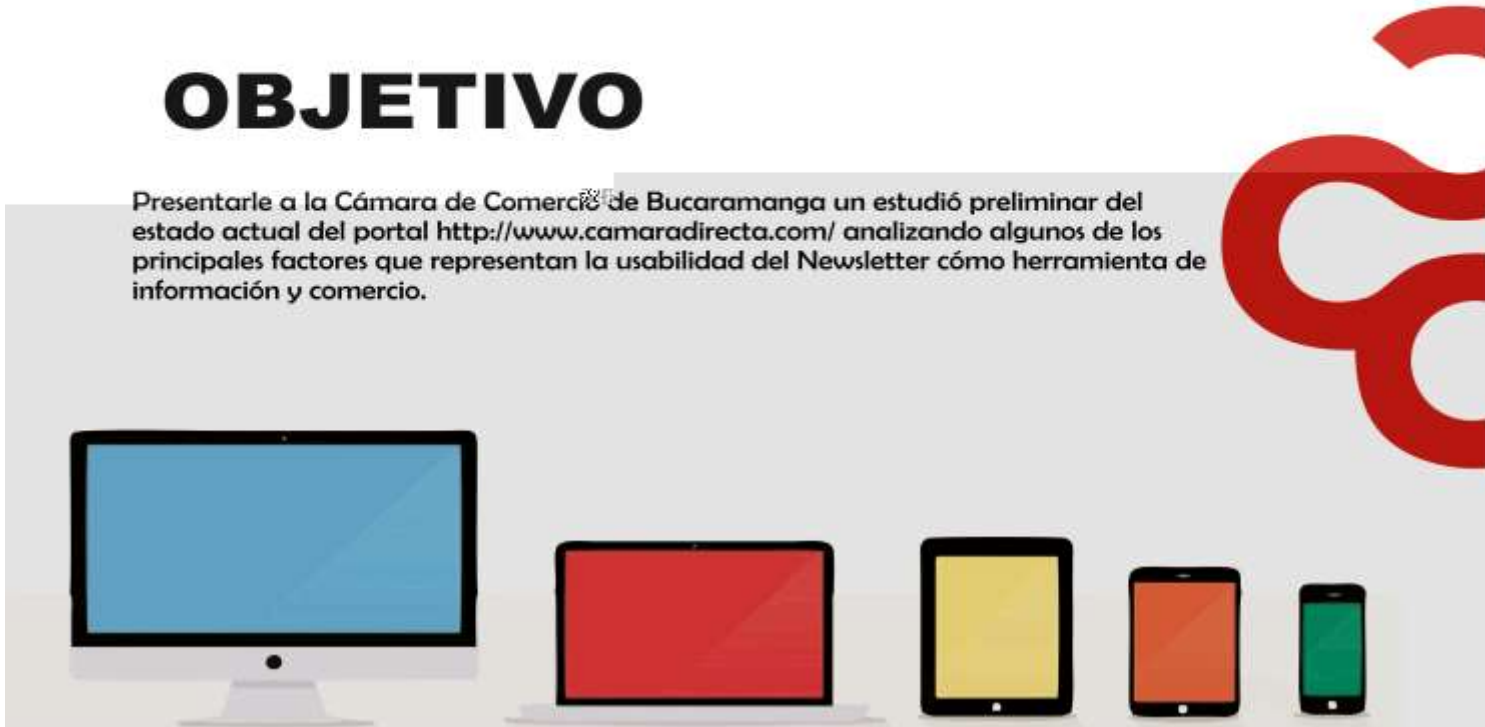 OBJETIVO
Presentarle a la Cámara de Comercio de Bucaramanga un estudió preliminar del
estado actual del portal http://www.camaradirecta.com/ analizando algunos de los
principales factores que representan la usabilidad del Newsletter cómo herramienta de
información y comercio.